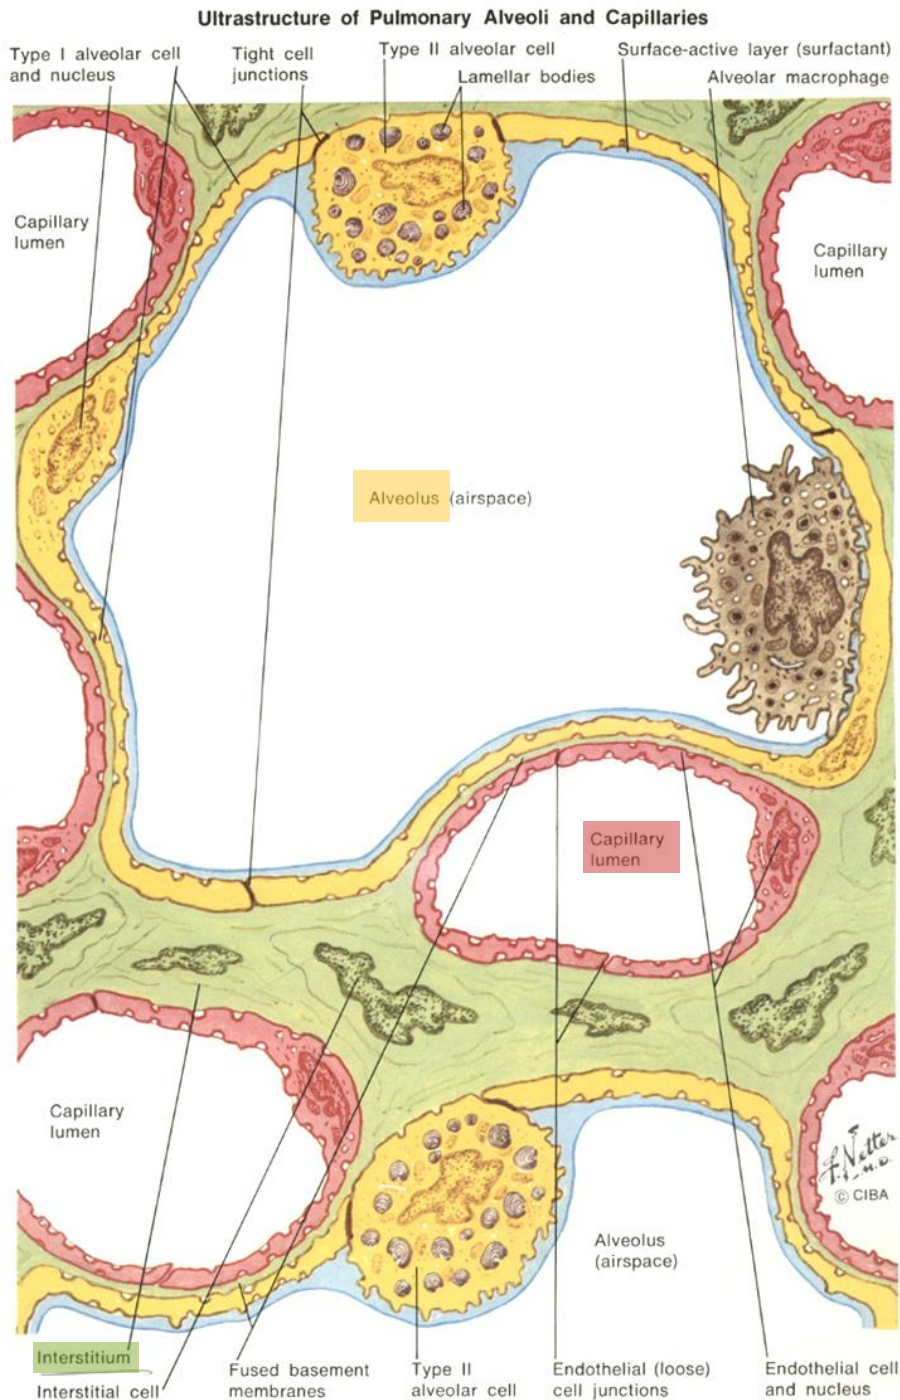 Ultrastructure of Pulmonary Alveoli and Capillaries
Type I alveolar cell
and nucleus
Tight cell
junctions
Type II alveolar cell
Lamellar bodies
Surface-active layer (surfactant)
Alveolar macrophage
Capillary
lumen
Capillary
lumen
Alveolus (airspace)
Capillary
lumen
Capillary
lumen
F. Netter
M.D.
© CIBA
Alveolus
(airspace)
Interstitium
Interstitial cell
Fused basement
membranes
Type II
alveolar cell
Endothelial (loose)
cell junctions
Endothelial cell
and nucleus